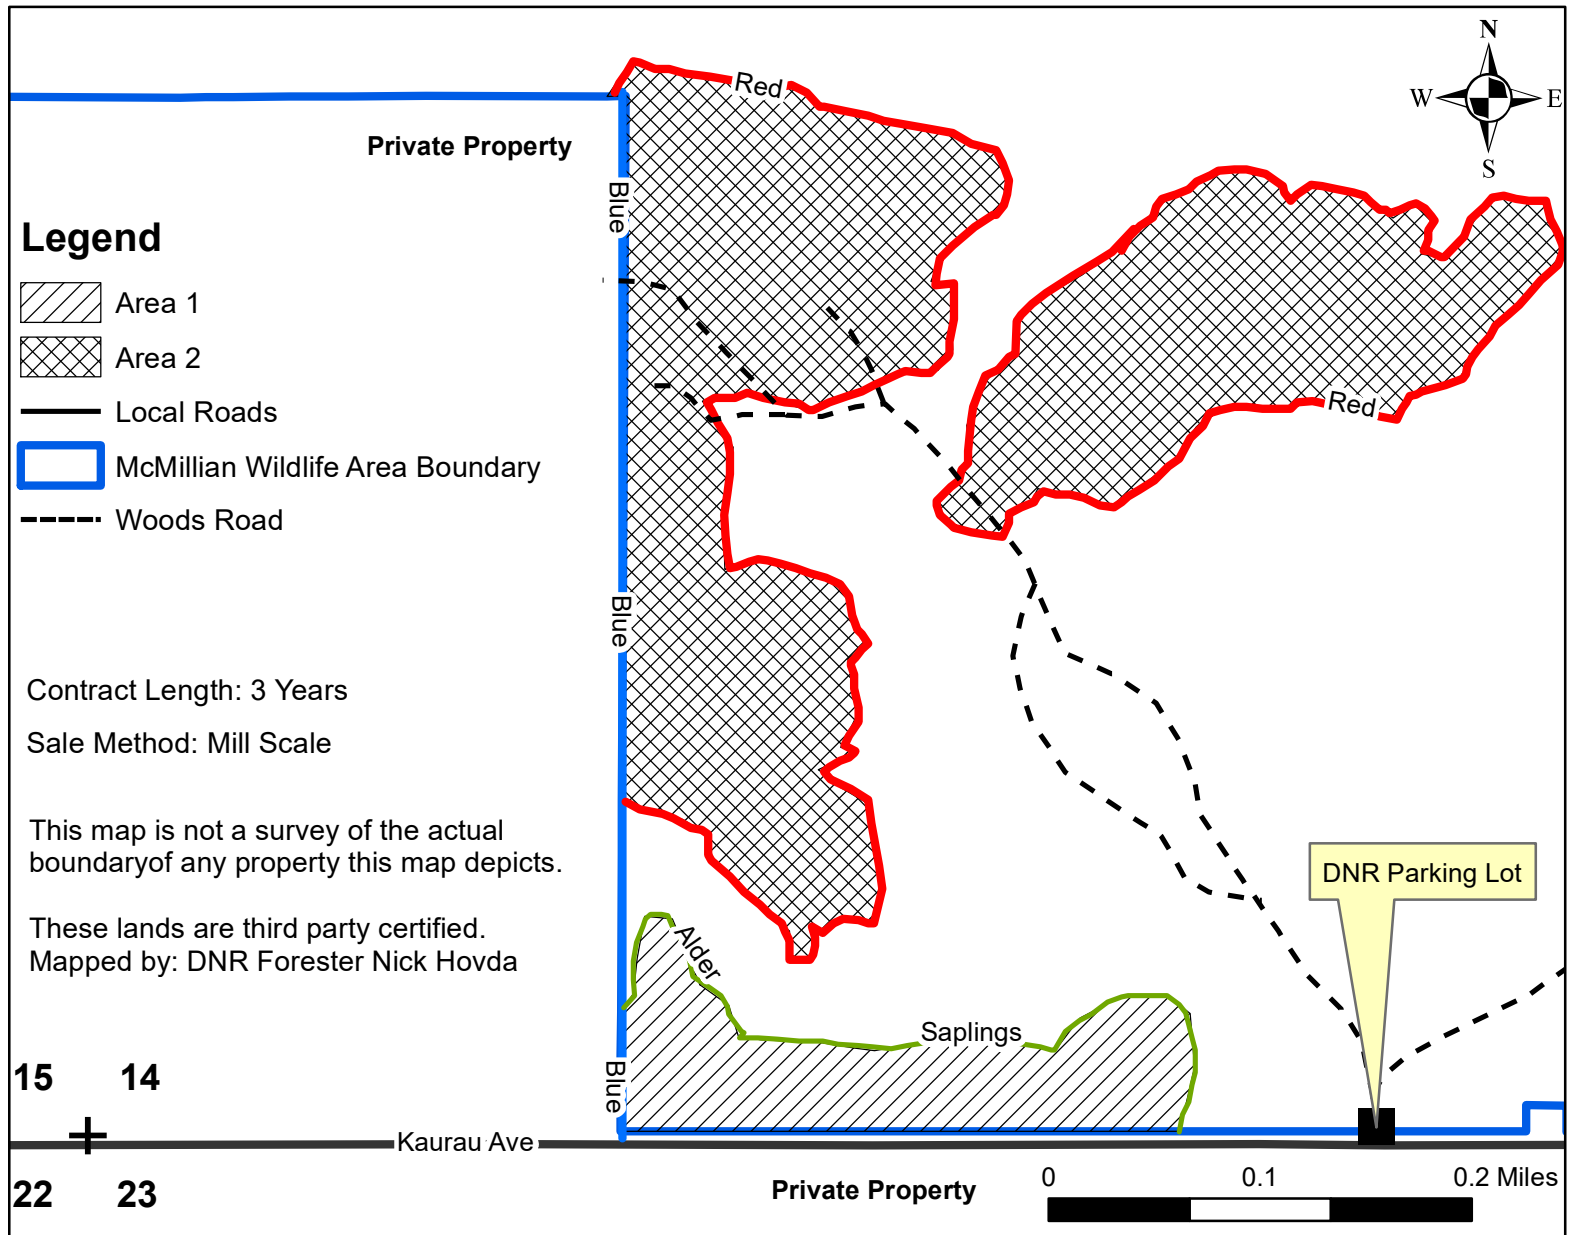 N
W
E
S
Red
Private Property
Blue
Legend
Area 1
Area 2
Local Roads
McMillian Wildlife Area Boundary
Woods Road
Red
Blue
Contract Length: 3 Years
Sale Method: Mill Scale
This map is not a survey of the actual
boundaryof any property this map depicts.
DNR Parking Lot
These lands are third party certified.
Mapped by: DNR Forester Nick Hovda
Alder
Saplings
Blue
15 14
Kaurau Ave
22 23
Private Property
0 0.1 0.2 Miles